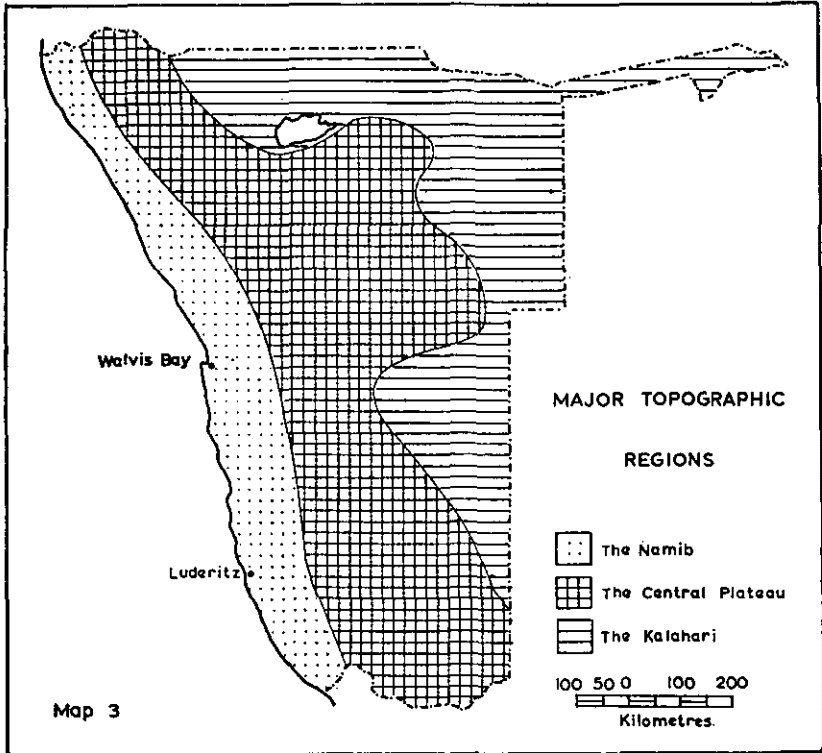 Walvis Bay
Luderitz
MAJOR TOPOGRAPHIC
REGIONS
The Namib
The Central Plateau
The Kalahari
100 50 0 100 200
Kilometres.
Map 3